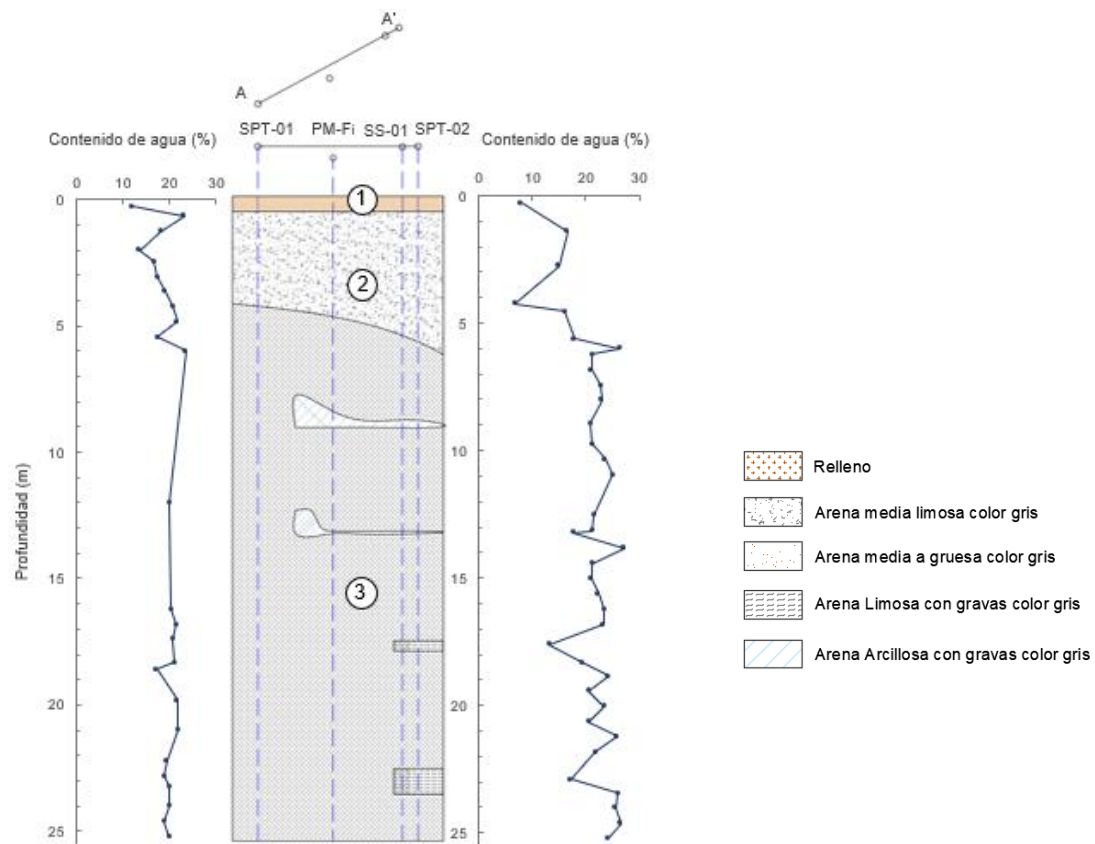 A'
A
SPT-01 PM-Fi SS-01 SPT-02
Contenido de agua (%)
Contenido de agua (%)
0 10 20 30
0 10 20 30
0
5
10
15
20
25
Profundidad (m)
1
2
3
0
5
10
15
20
25
Relleno
Arena media limosa color gris
Arena media a gruesa color gris
Arena Limosa con gravas color gris
Arena Arcillosa con gravas color gris